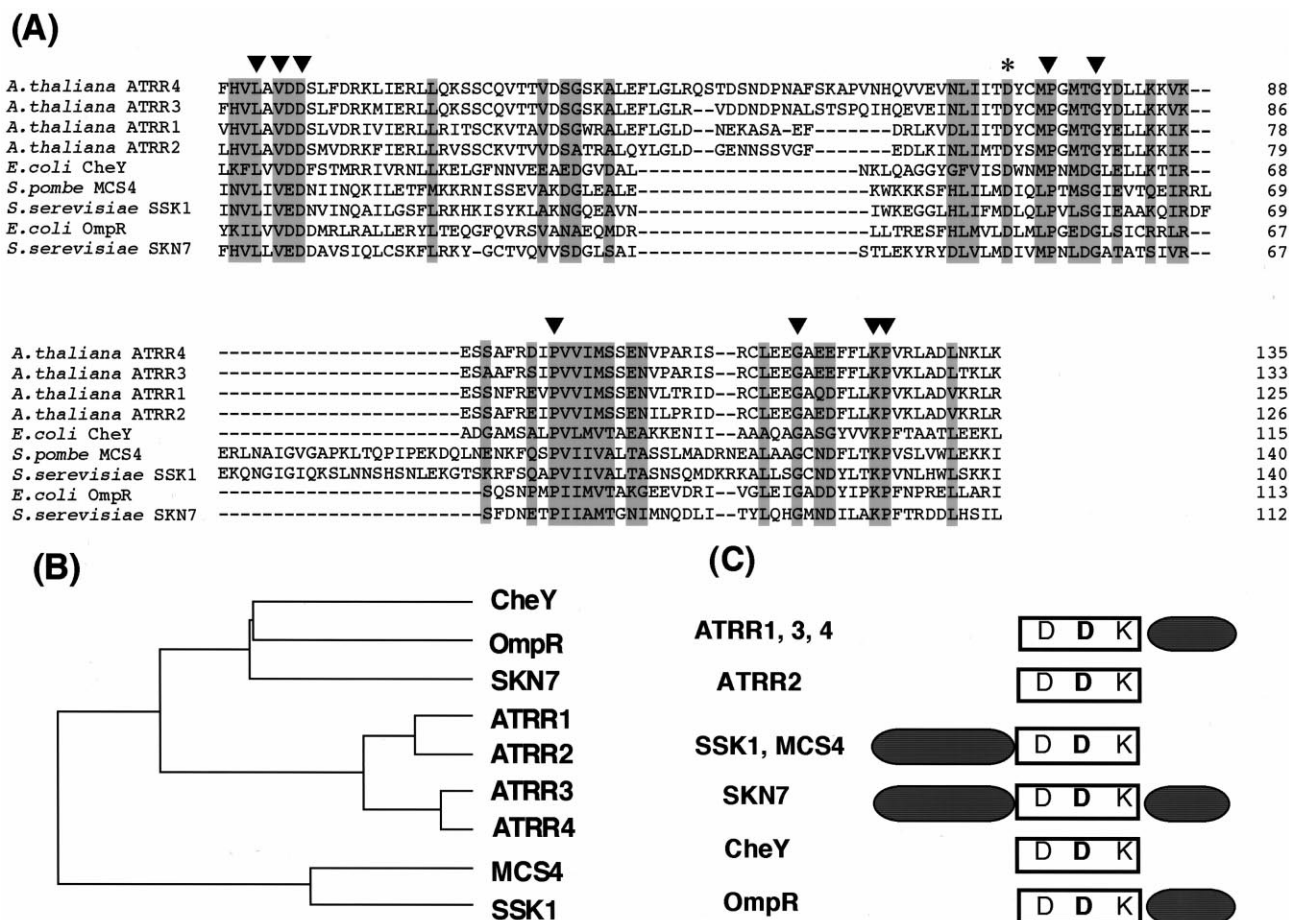 (A)
*
A.thaliana ATRR4 FHVLAVDDSLFDRKLIERLLQKSSCQVTTVDSGSKALEFLGLRQSTDSNDPNAFSKAPVNHQVVEVNLIITDYCMPGMTGYDLLKKVK-- 88
A.thaliana ATRR3 FHVLAVDDSLFDRKMIERLLQKSSCQVTTVDSGSKALEFLGLR--VDDNDPNALSTSPQIHQEVEINLIITDYCMPGMTGYDLLKKVK-- 86
A.thaliana ATRR1 VHVLAVDDSLVDRIVIERLLRITSCKVTAVDSGWRALEFLGLD--NEKASA-EF-------DRLKVDLIITDYCMPGMTGYELLKKIK-- 78
A.thaliana ATRR2 LHVLAVDDSMVDRKFIERLLRVSSCKVTVVDSATRALQYLGLD--GENNSSVGF-------EDLKINLIMTDYSMPGMTGYELLKKIK-- 79
E.coli CheY LKFLVVDDFSTMRRIVRNLLKELGFNNVEEAEDGVDAL------------------NKLQAGGYGFVISDWNMPNMDGLELLKTIR-- 68
S.pombe MCS4 INVLIVEDNIINQKILETFMKKRNISSEVAKDGLEALE------------------KWKKKSFHLILMDIQLPTMSGIEVTQEIRRL 69
S.serevisiae SSK1 INVLIVEDNVINQAILGSFLRKHKISYKLAKNGQEAVN------------------IWKEGGLHLIFMDLQLPVLSGIEAAKQIRDF 69
E.coli OmpR YKILVVDDDMRLRALLERYLTEQGFQVRSVANAEQMDR------------------LLTRESFHLMVLDLMLPGEDGLSICRRLR-- 67
S.serevisiae SKN7 FHVLLVEDDAVSIQLCSKFLRKY-GCTVQVVSDGLSAI------------------STLEKYRYDLVLMDIVMPNLDGATATSIVR-- 67
A.thaliana ATRR4 --------------------ESSAFRDIPVVIMSSENVPARIS--RCLEEGAEEFFLKPVRLADLNKLK 135
A.thaliana ATRR3 --------------------ESAAFRSIPVVIMSSENVPARIS--RCLEEGAEEFFLKPVKLADLTKLK 133
A.thaliana ATRR1 --------------------ESSNFREVPVVIMSSENVLTRID--RCLEEGAQDFLLKPVKLADVKRLR 125
A.thaliana ATRR2 --------------------ESSAFREIPVVIMSSENILPRID--RCLEEGAEDFLLKPVKLADVKRLR 126
E.coli CheY --------------------ADGAMSALPVLMVTAEAKKENII--AAAQAGASGYVVKPFTAATLEEKL 115
S.pombe MCS4 ERLNAIGVGAPKLTQPIPEKDQLNENKFQSPVIIVALTASSLMADRNEALAAGCNDFLTKPVSLVWLEKKI 140
S.serevisiae SSK1 EKQNGIGIQKSLNNSHSNLEKGTSKRFSQAPVIIVALTASNSQMDKRKALLSGCNDYLTKPVNLHWLSKKI 140
E.coli OmpR ----------------------SQSNPMPIIMVTAKGEEVDRI--VGLEIGADDYIPKPFNPRELLARI 113
S.serevisiae SKN7 ----------------------SFDNETPIIAMTGNIMNQDLI--TYLQHGMNDILAKPFTRDDLHSIL 112
(B)
CheY
OmpR
SKN7
ATRR1
ATRR2
ATRR3
ATRR4
MCS4
SSK1
(C)
ATRR1, 3, 4 D D K
ATRR2 D D K
SSK1, MCS4 D D K
SKN7 D D K
CheY D D K
OmpR D D K